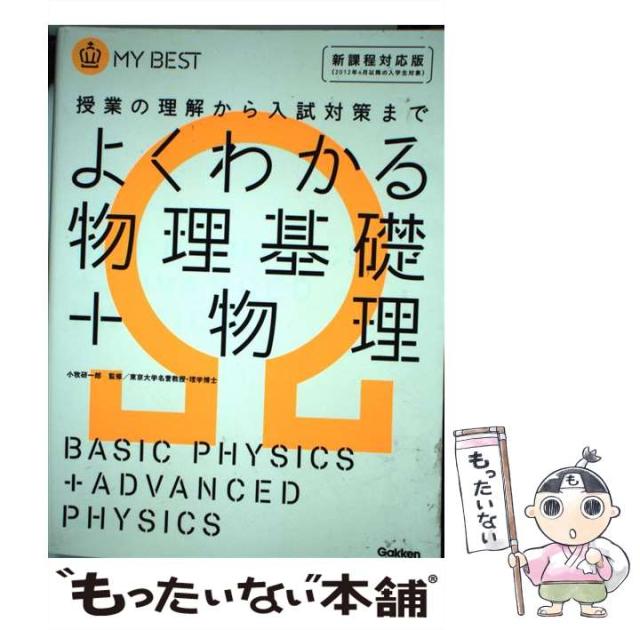 MY BEST
新課程対応版
(2012年4月以降の入学生対象)
授業の理解から入試対策まで
よくわかる
物理基礎
+ 物理
小牧研一郎 監修/東京大学名誉教授・理学博士
BASIC PHYSICS
+ADVANCED
PHYSICS
Gakken
もったいない
も
“もったいない本舗®